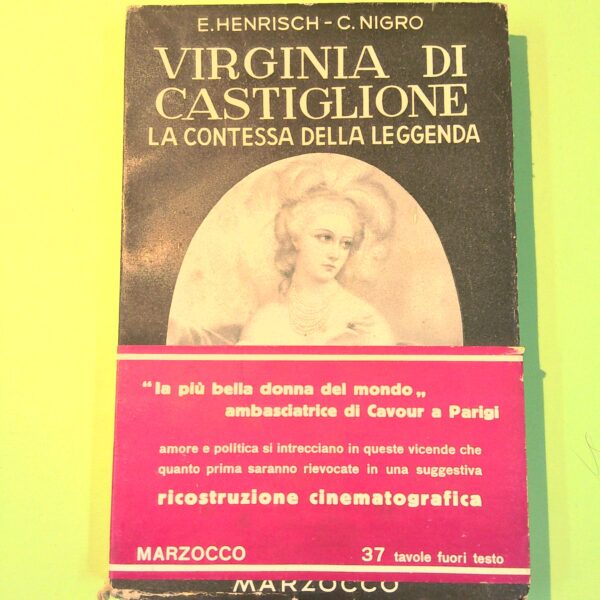 E. HENRISCH - C. NIGRO
VIRGINIA DI
CASTIGLIONE
LA CONTESSA DELLA LEGGENDA
"la più bella donna del mondo„
ambasciatrice di Cavour a Parigi
amore e politica si intrecciano in queste vicende che
quanto prima saranno rievocate in una suggestiva
ricostruzione cinematografica
MARZOCCO 37 tavole fuori testo
MARZOCCO